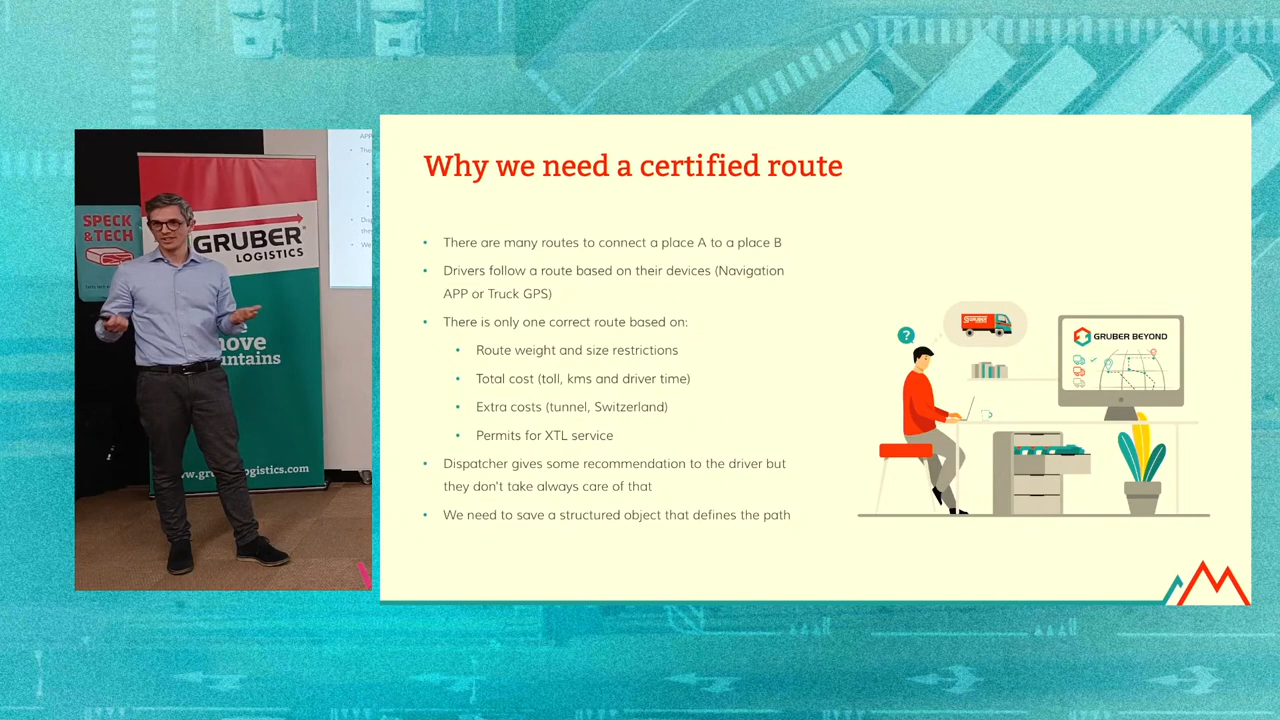 SPECK
&TECH
GRUBER
LOGISTICS
move
mountains
www.gruberlogistics.com
Why we need a certified route
• There are many routes to connect a place A to a place B
• Drivers follow a route based on their devices (Navigation
APP or Truck GPS)
• There is only one correct route based on:
• Route weight and size restrictions
• Total cost (toll, kms and driver time)
• Extra costs (tunnel, Switzerland)
• Permits for XTL service
• Dispatcher gives some recommendation to the driver but
they don't take always care of that
• We need to save a structured object that defines the path
?
GRUBER
GRUBER BEYOND